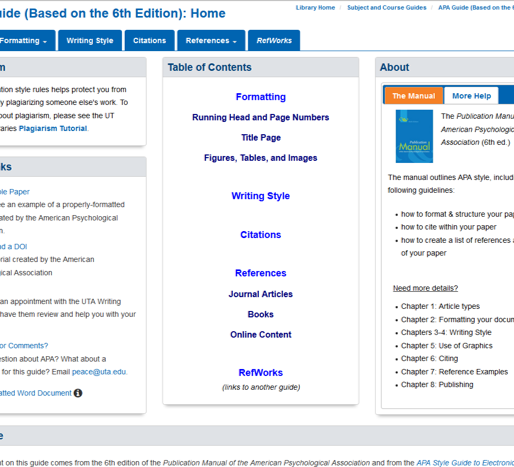 ide (Based on the 6th Edition): Home
Library Home / Subject and Course Guides / APA Guide (Based on the 6
Formatting
Writing Style
Citations
References
RefWorks
m
tion style rules helps protect you from
y plagiarizing someone else's work. To
bout plagiarism, please see the UT
raries Plagiarism Tutorial.
ks
ple Paper
ee an example of a properly-formatted
ated by the American Psychological
n.
d a DOI
orial created by the American
gical Association
an appointment with the UTA Writing
have them review and help you with your
or Comments?
estion about APA? What about a
for this guide? Email peace@uta.edu.
atted Word Document
Table of Contents
Formatting
Running Head and Page Numbers
Title Page
Figures, Tables, and Images
Writing Style
Citations
References
Journal Articles
Books
Online Content
RefWorks
(links to another guide)
About
The Manual
More Help
Publication
Manual
The Publication Manu
American Psychologic
Association (6th ed.)
The manual outlines APA style, includ
following guidelines:
how to format & structure your pap
how to cite within your paper
how to create a list of references a
of your paper
Need more details?
Chapter 1: Article types
Chapter 2: Formatting your docum
Chapters 3-4: Writing Style
Chapter 5: Use of Graphics
Chapter 6: Citing
Chapter 7: Reference Examples
Chapter 8: Publishing
e
t on this guide comes from the 6th edition of the Publication Manual of the American Psychological Association and from the APA Style Guide to Electronic